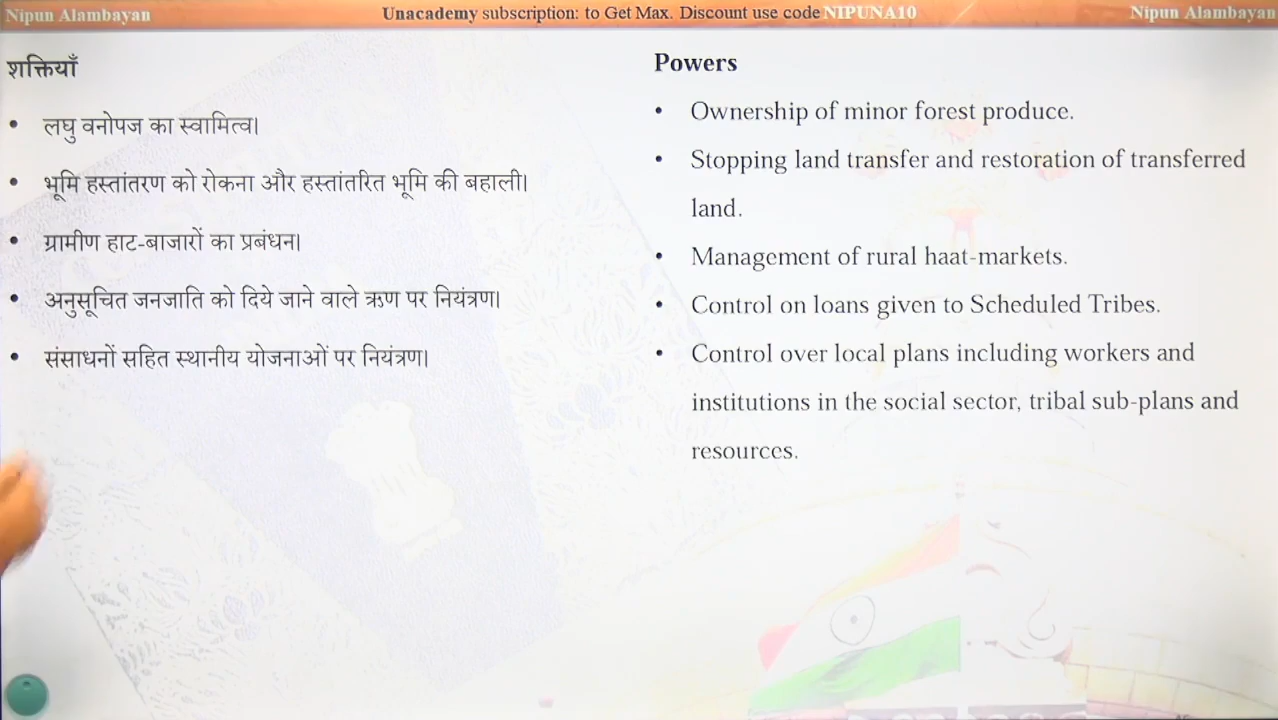 Nipun Alambayan
Unacademy subscription: to Get Max. Discount use code NIPUNA10
Nipun Alambayan
शक्तियाँ
• लघु वनोपज का स्वामित्व।
• भूमि हस्तांतरण को रोकना और हस्तांतरित भूमि की बहाली।
• ग्रामीण हाट-बाजारों का प्रबंधन।
• अनुसूचित जनजाति को दिये जाने वाले ऋण पर नियंत्रण।
• संसाधनों सहित स्थानीय योजनाओं पर नियंत्रण।
Powers
• Ownership of minor forest produce.
• Stopping land transfer and restoration of transferred
land.
• Management of rural haat-markets.
• Control on loans given to Scheduled Tribes.
• Control over local plans including workers and
institutions in the social sector, tribal sub-plans and
resources.